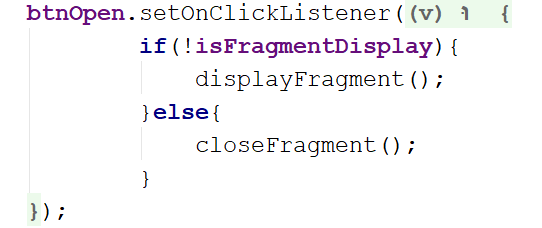 btnOpen.setOnClickListener((v) {
if(!isFragmentDisplay){
displayFragment();
}else{
closeFragment();
}
});